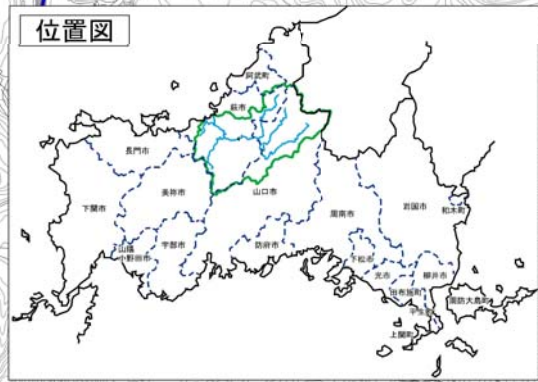 位置図
阿武町
萩市
長門市
美祢市
山口市
下関市
岩国市
和木町
周南市
山陽
小野田市
宇部市
防府市
下松市
光市
柳井市
田布施町
周防大島町
平生町
上関町